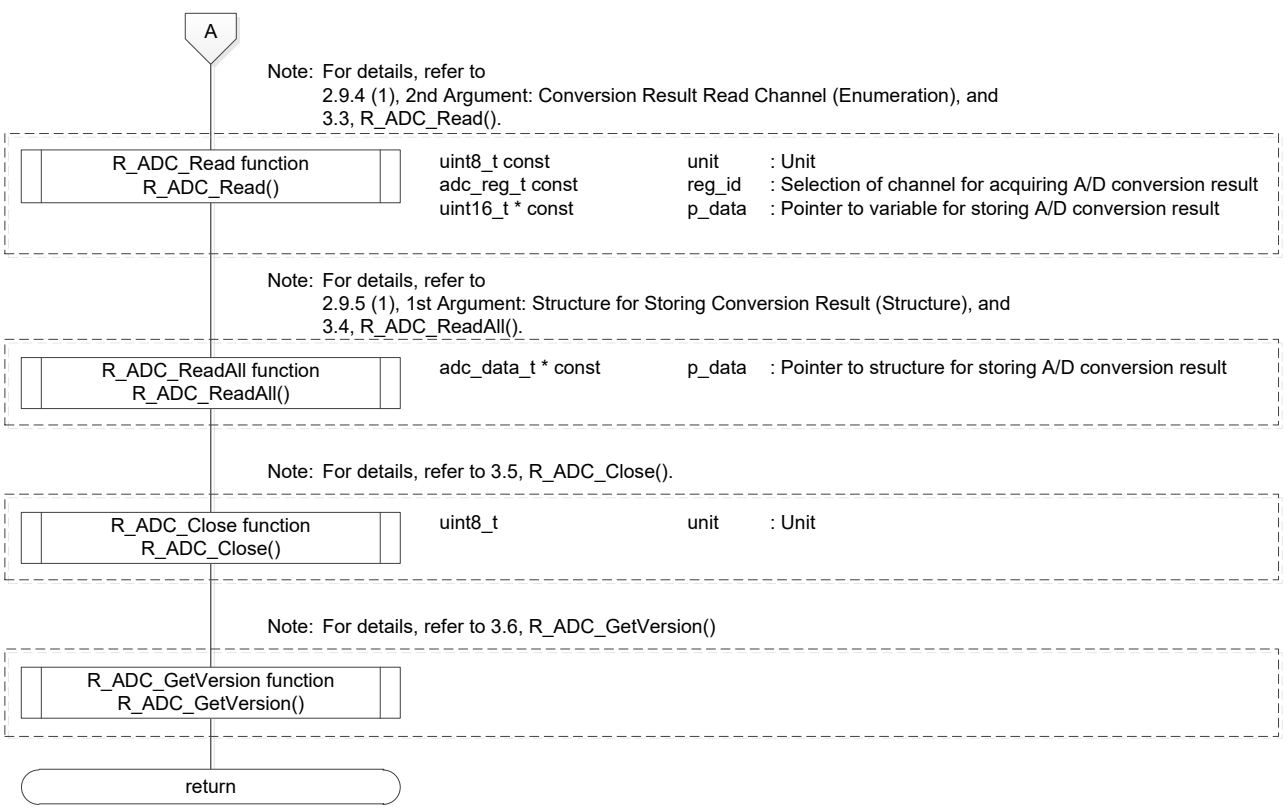 A
Note: For details, refer to
2.9.4 (1), 2nd Argument: Conversion Result Read Channel (Enumeration), and
3.3, R_ADC_Read().
R_ADC_Read function
R_ADC_Read()
uint8_t const unit : Unit
adc_reg_t const reg_id : Selection of channel for acquiring A/D conversion result
uint16_t * const p_data : Pointer to variable for storing A/D conversion result
Note: For details, refer to
2.9.5 (1), 1st Argument: Structure for Storing Conversion Result (Structure), and
3.4, R_ADC_ReadAll().
R_ADC_ReadAll function
R_ADC_ReadAll()
adc_data_t * const p_data : Pointer to structure for storing A/D conversion result
Note: For details, refer to 3.5, R_ADC_Close().
R_ADC_Close function
R_ADC_Close()
uint8_t unit : Unit
Note: For details, refer to 3.6, R_ADC_GetVersion()
R_ADC_GetVersion function
R_ADC_GetVersion()
return